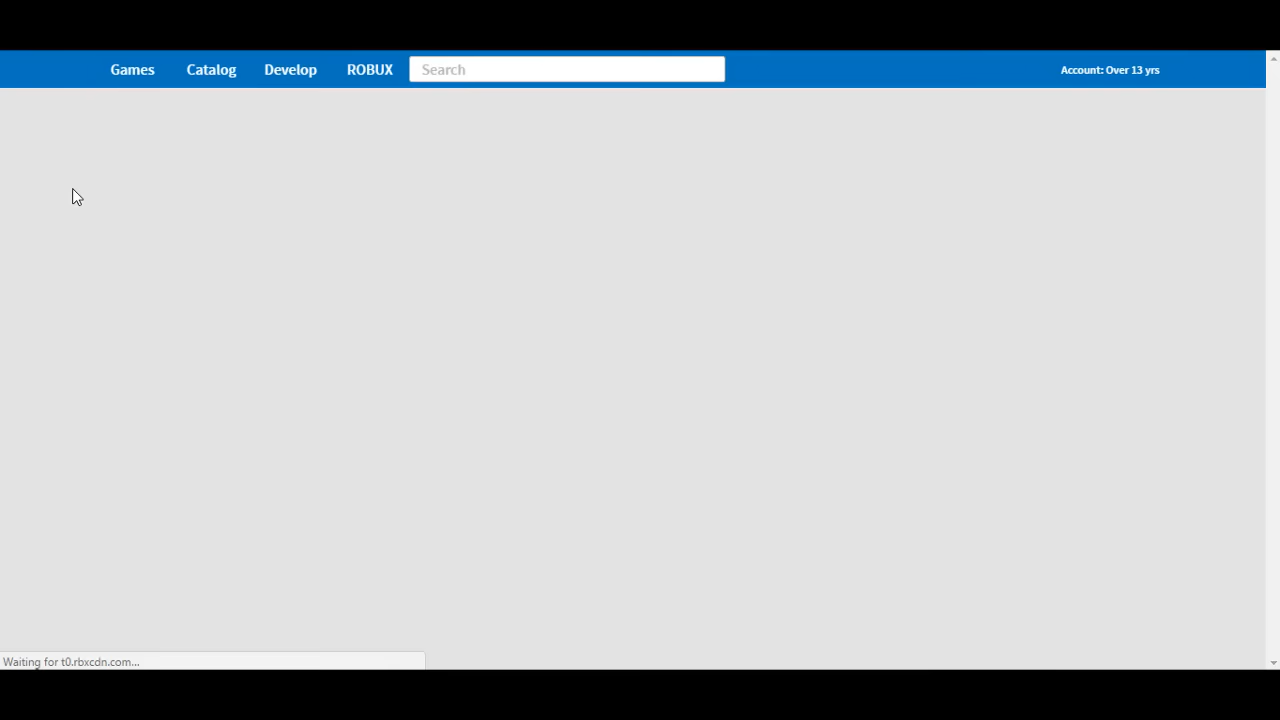 Games Catalog Develop ROBUX Search Account: Over 13 yrs
Waiting for t0.rbxcdn.com...